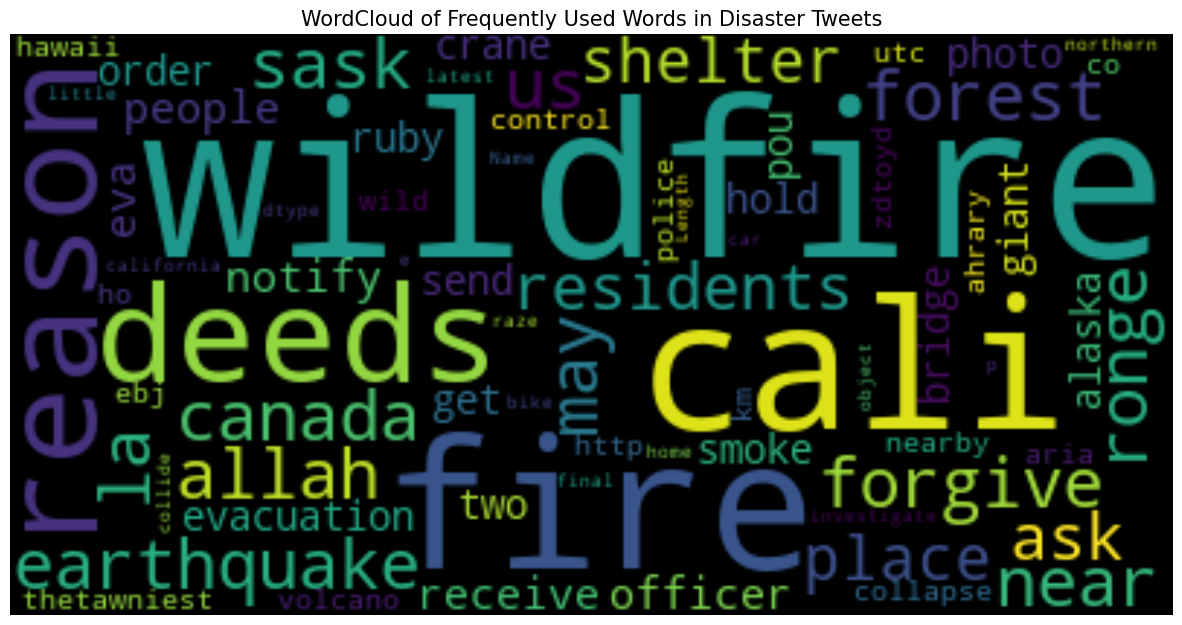 WordCloud of Frequently Used Words in Disaster Tweets
hawaii
order
little
people
sask
latest
crane
us
control
shelter
utc
photo
northern
co
forest
reason
wildfire
ruby
Name
pou
eva
dtype
wild
police
Length
hold
car
zdtoyd
ahrary
giant
california
ho
notify
e
send
residents
bridge
alaska
ronge
deeds
raze
may
cali
object
p
ebj
canada
get
bike
km
la
collide
allah
http
home
smoke
nearby
aria
final
two
fire
forgive
evacuation
investigate
ask
earthquake
place
collapse
near
thetawniest
volcano
receive
officer